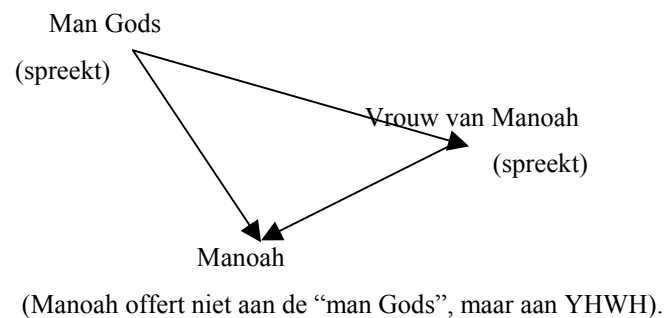 Man Gods
(spreekt)
Vrouw van Manoah
(spreekt)
Manoah
(Manoah offert niet aan de “man Gods”, maar aan YHWH).